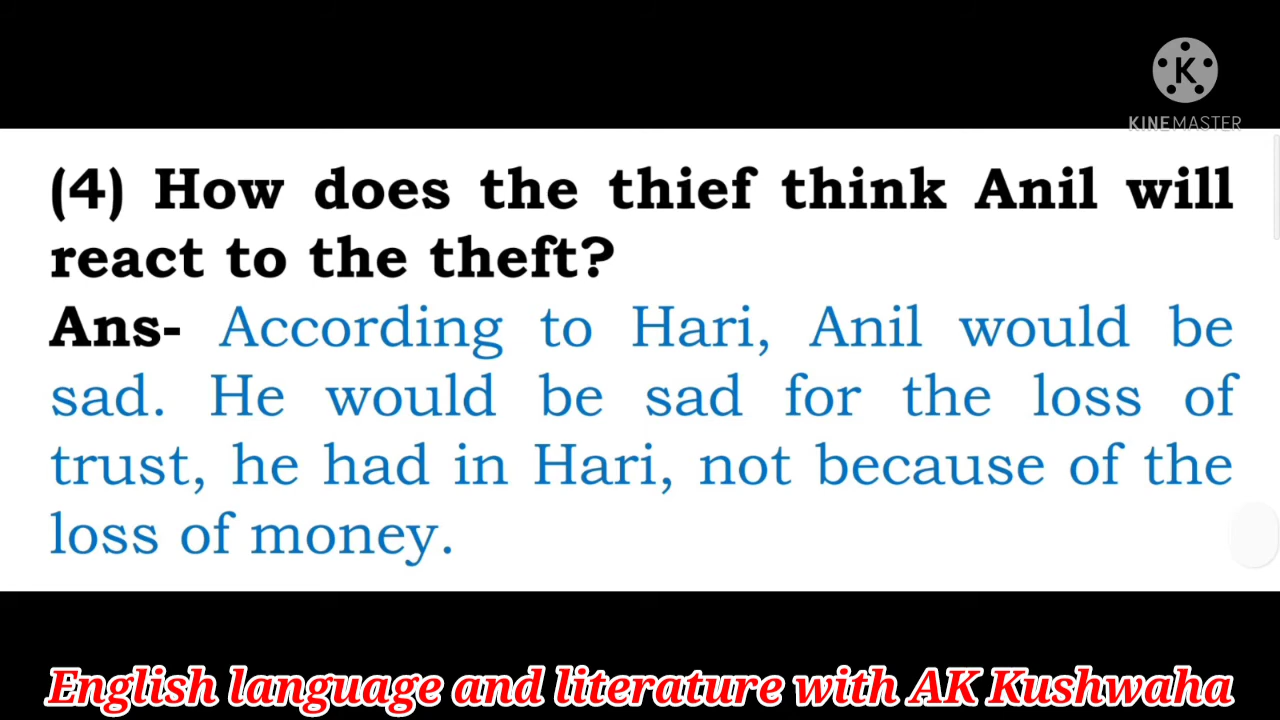 K
KINEMASTER
(4) How does the thief think Anil will
react to the theft?
Ans- According to Hari, Anil would be
sad. He would be sad for the loss of
trust, he had in Hari, not because of the
loss of money.
English language and literature with AK Kushwaha